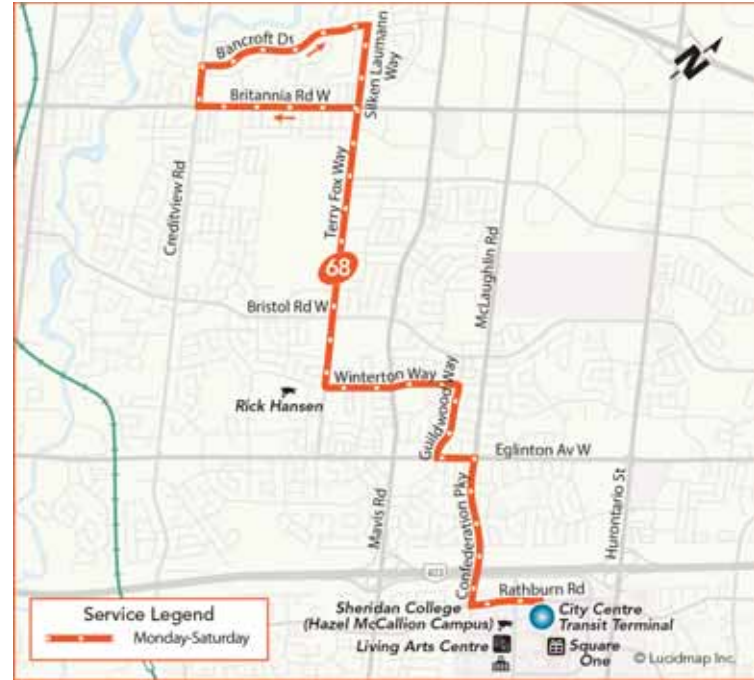 Bancroft Dr
Silken Laumann
Way
N
Britannia Rd W
Creditview Rd
Terry Fox Way
McLaughlin Rd
68
Bristol Rd W
Winterton Way
Guildwood Way
Rick Hansen
Eglinton Av W
Mavis Rd
Confederation Pky
Hurontario St
403
Rathburn Rd
Service Legend
Monday-Saturday
Sheridan College
(Hazel McCallion Campus)
City Centre
Transit Terminal
Living Arts Centre
Square
One
© Lucidmap Inc.